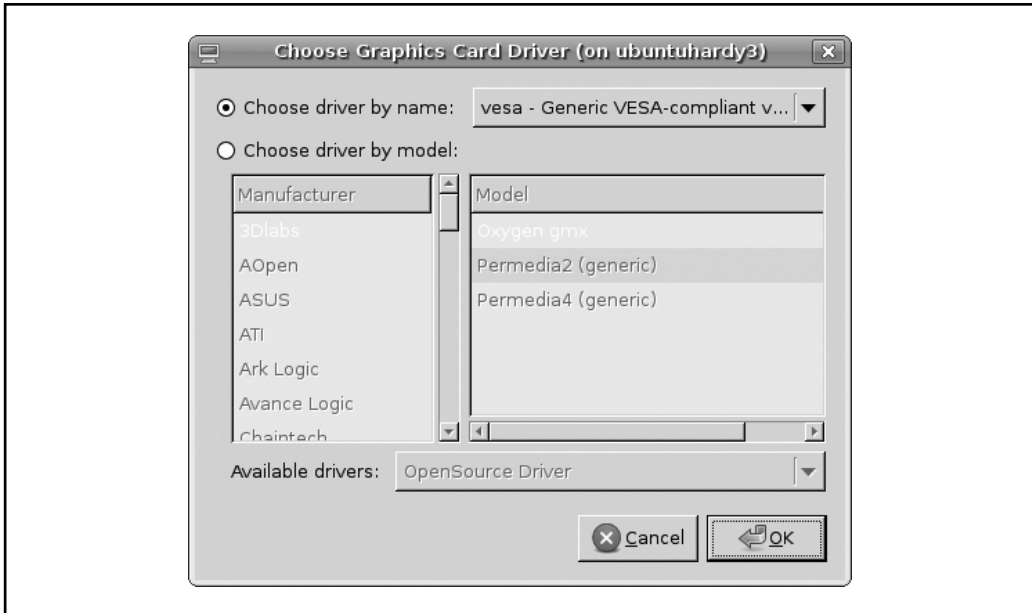 Choose Graphics Card Driver (on ubuntuhardy3)
Choose driver by name:
vesa - Generic VESA-compliant v...
Choose driver by model:
Manufacturer
Model
3Dlabs
Oxygen gmx
AOpen
Permedia2 (generic)
ASUS
Permedia4 (generic)
ATI
Ark Logic
Avance Logic
Chaintech
Available drivers:
OpenSource Driver
Cancel
OK